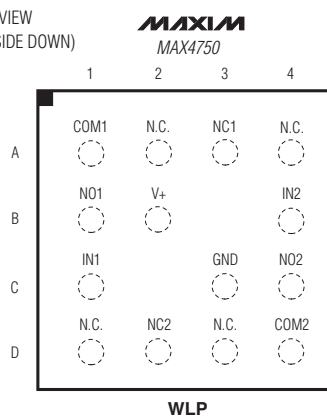 VIEW
SIDE DOWN)
MAXIM
MAX4750
1 2 3 4
A COM1 N.C. NC1 N.C.
B NO1 V+ IN2
C IN1 GND NO2
D N.C. NC2 N.C. COM2
WLP